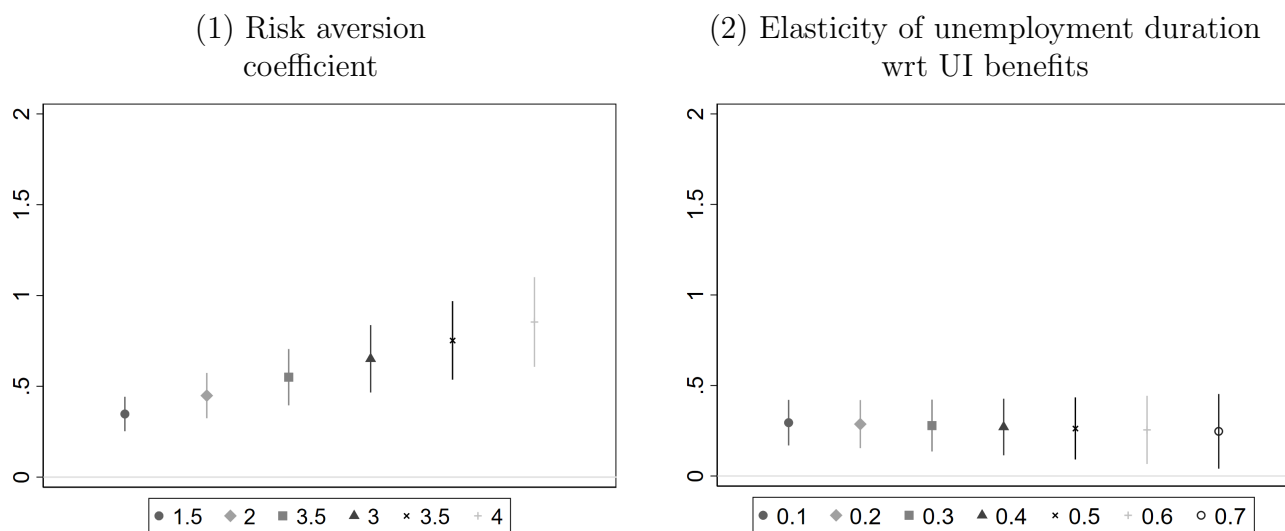 (1) Risk aversion
coefficient
2
1.5
1
.5
0
1.5 2 3.5 3 3.5 4
(2) Elasticity of unemployment duration
wrt UI benefits
2
1.5
1
.5
0
0.1 0.2 0.3 0.4 0.5 0.6 0.7